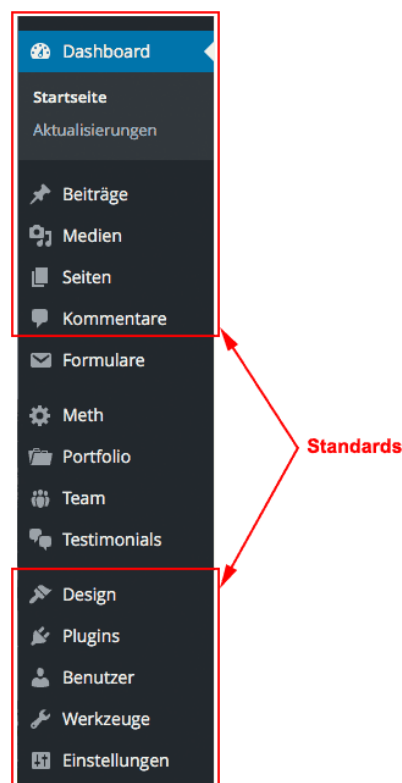 Dashboard
Startseite
Aktualisierungen
Beiträge
Medien
Seiten
Kommentare
Formulare
Meth
Portfolio
Standards
Team
Testimonials
Design
Plugins
Benutzer
Werkzeuge
Einstellungen